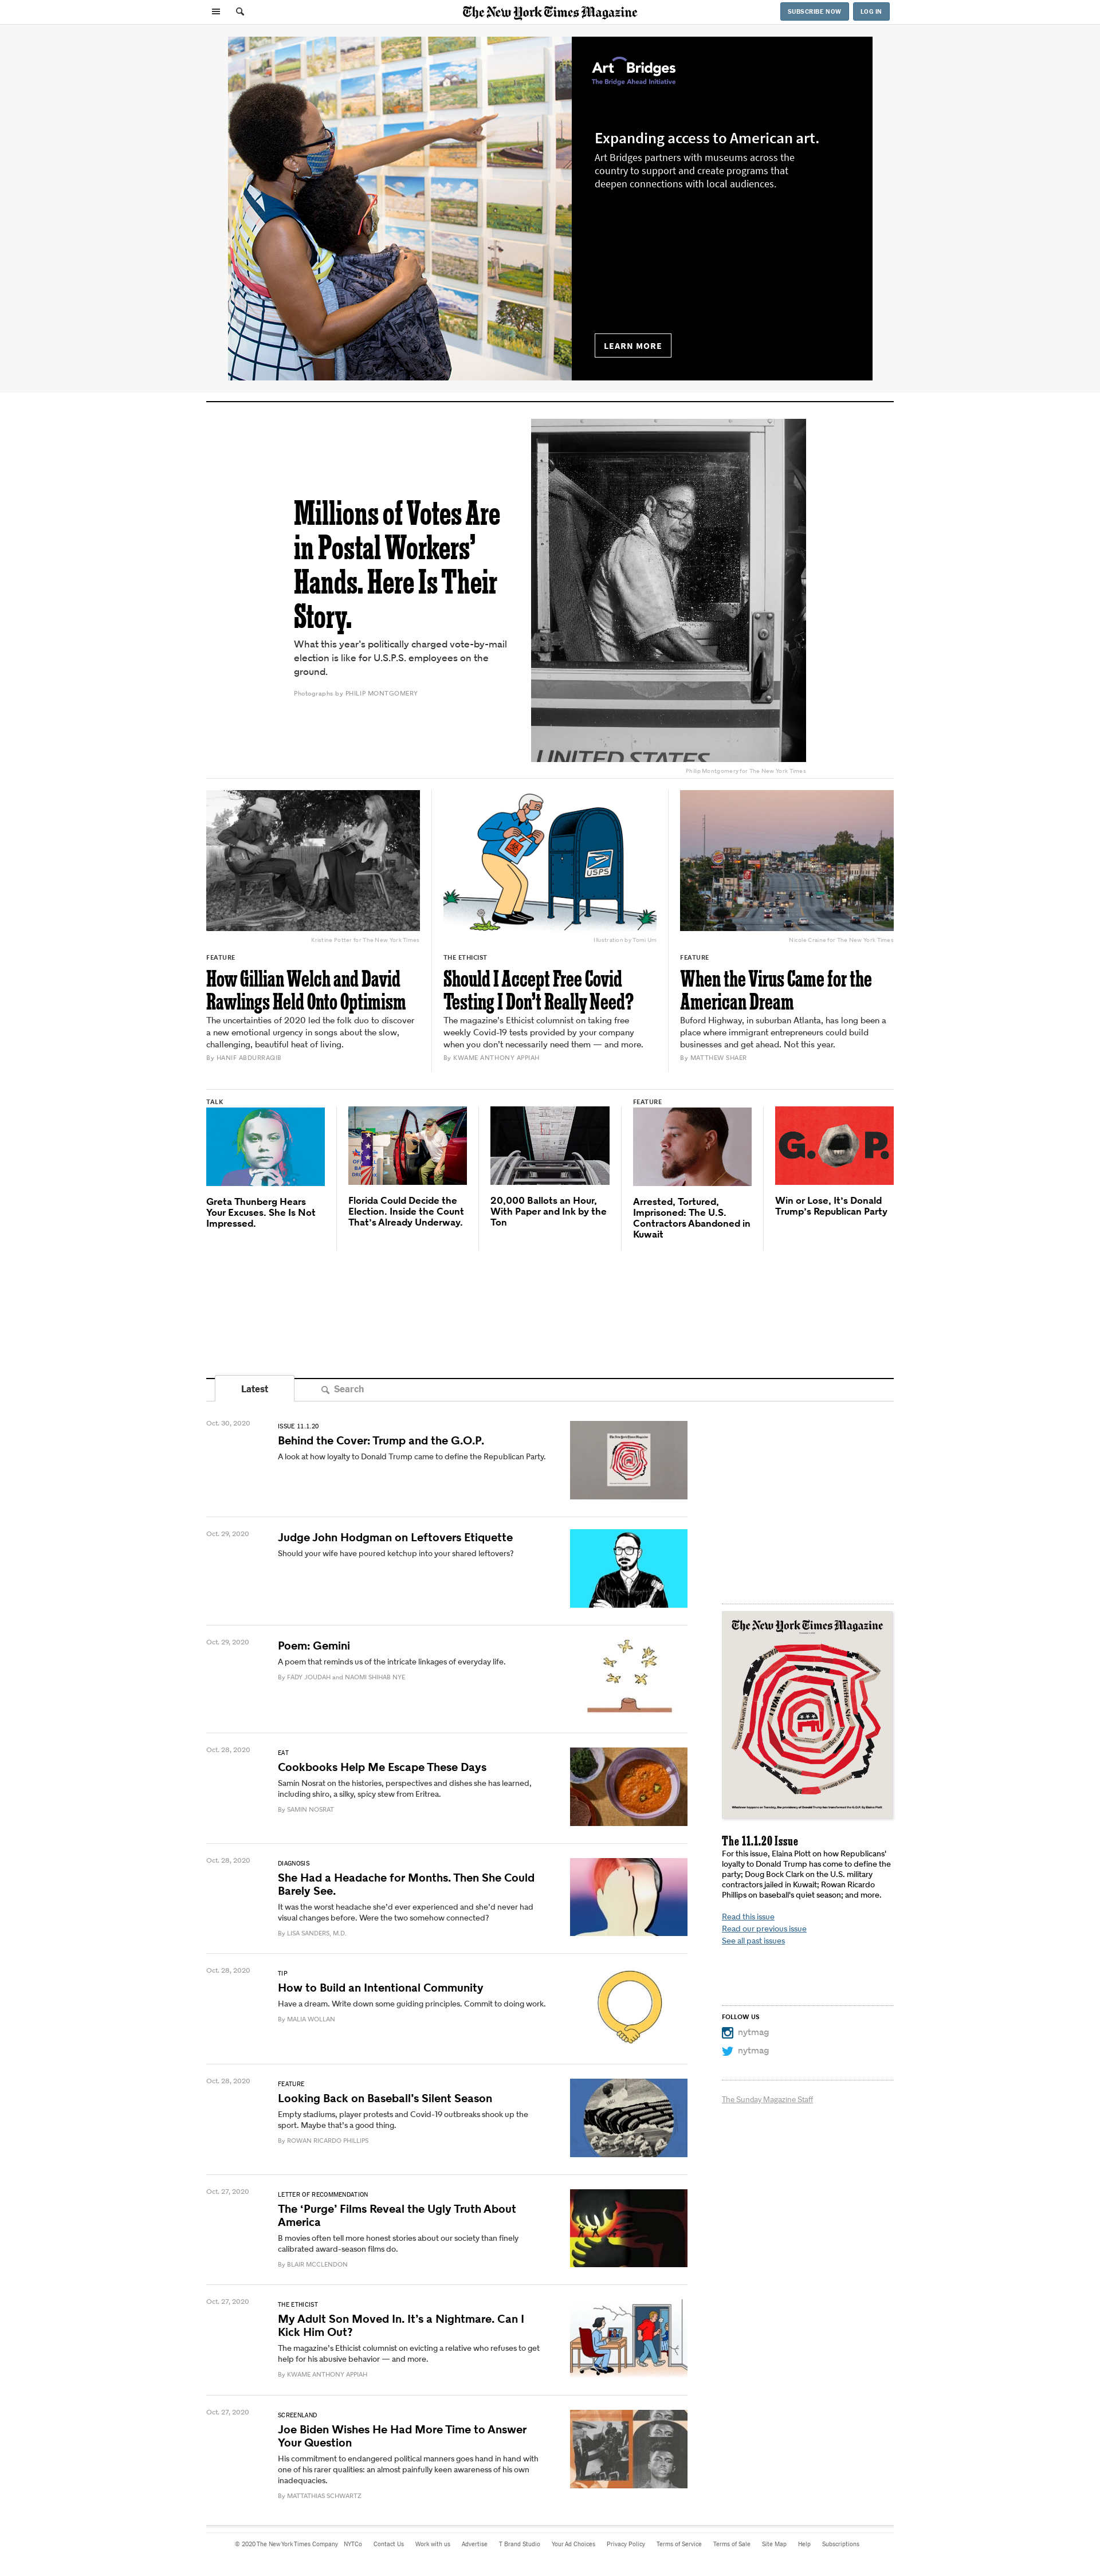 The New York Times Magazine
SUBSCRIBE NOW
LOG IN
Art Bridges
The Bridge Ahead Initiative
Expanding access to American art.
Art Bridges partners with museums across the
country to support and create programs that
deepen connections with local audiences.
LEARN MORE
Millions of Votes Are
in Postal Workers’
Hands. Here Is Their
Story.
What this year’s politically charged vote-by-mail
election is like for U.S.P.S. employees on the
ground.
Photographs by PHILIP MONTGOMERY
UNITED STATES
Philip Montgomery for The New York Times
Kristine Potter for The New York Times
FEATURE
How Gillian Welch and David
Rawlings Held Onto Optimism
The uncertainties of 2020 led the folk duo to discover
a new emotional urgency in songs about the slow,
challenging, beautiful heat of living.
By HANIF ABDURRAQIB
USPS
Illustration by Tomi Um
THE ETHICIST
Should I Accept Free Covid
Testing I Don’t Really Need?
The magazine’s Ethicist columnist on taking free
weekly Covid-19 tests provided by your company
when you don’t necessarily need them — and more.
By KWAME ANTHONY APPIAH
Nicole Craine for The New York Times
FEATURE
When the Virus Came for the
American Dream
Buford Highway, in suburban Atlanta, has long been a
place where immigrant entrepreneurs could build
businesses and get ahead. Not this year.
By MATTHEW SHAER
TALK
Greta Thunberg Hears
Your Excuses. She Is Not
Impressed.
Florida Could Decide the
Election. Inside the Count
That’s Already Underway.
20,000 Ballots an Hour,
With Paper and Ink by the
Ton
FEATURE
Arrested, Tortured,
Imprisoned: The U.S.
Contractors Abandoned in
Kuwait
G.O.P.
Win or Lose, It’s Donald
Trump’s Republican Party
Latest
Search
Oct. 30, 2020
ISSUE 11.1.20
Behind the Cover: Trump and the G.O.P.
A look at how loyalty to Donald Trump came to define the Republican Party.
Oct. 29, 2020
Judge John Hodgman on Leftovers Etiquette
Should your wife have poured ketchup into your shared leftovers?
Oct. 29, 2020
Poem: Gemini
A poem that reminds us of the intricate linkages of everyday life.
By FADY JOUDAH and NAOMI SHIHAB NYE
Oct. 28, 2020
EAT
Cookbooks Help Me Escape These Days
Samin Nosrat on the histories, perspectives and dishes she has learned,
including shiro, a silky, spicy stew from Eritrea.
By SAMIN NOSRAT
Oct. 28, 2020
DIAGNOSIS
She Had a Headache for Months. Then She Could
Barely See.
It was the worst headache she’d ever experienced and she’d never had
visual changes before. Were the two somehow connected?
By LISA SANDERS, M.D.
Oct. 28, 2020
TIP
How to Build an Intentional Community
Have a dream. Write down some guiding principles. Commit to doing work.
By MALIA WOLLAN
Oct. 28, 2020
FEATURE
Looking Back on Baseball’s Silent Season
Empty stadiums, player protests and Covid-19 outbreaks shook up the
sport. Maybe that’s a good thing.
By ROWAN RICARDO PHILLIPS
Oct. 27, 2020
LETTER OF RECOMMENDATION
The ‘Purge’ Films Reveal the Ugly Truth About
America
B movies often tell more honest stories about our society than finely
calibrated award-season films do.
By BLAIR MCCLENDON
Oct. 27, 2020
THE ETHICIST
My Adult Son Moved In. It’s a Nightmare. Can I
Kick Him Out?
The magazine’s Ethicist columnist on evicting a relative who refuses to get
help for his abusive behavior — and more.
By KWAME ANTHONY APPIAH
Oct. 27, 2020
SCREENLAND
Joe Biden Wishes He Had More Time to Answer
Your Question
His commitment to endangered political manners goes hand in hand with
one of his rarer qualities: an almost painfully keen awareness of his own
inadequacies.
By MATTATHIAS SCHWARTZ
The New York Times Magazine
THE WALL
Whatever happens on Tuesday, the presidency of Donald Trump has transformed the G.O.P. By Elaina Plott
The 11.1.20 Issue
For this issue, Elaina Plott on how Republicans’
loyalty to Donald Trump has come to define the
party; Doug Bock Clark on the U.S. military
contractors jailed in Kuwait; Rowan Ricardo
Phillips on baseball’s quiet season; and more.
Read this issue
Read our previous issue
See all past issues
FOLLOW US
nytmag
nytmag
The Sunday Magazine Staff
© 2020 The New York Times Company NYTCo Contact Us Work with us Advertise T Brand Studio Your Ad Choices Privacy Policy Terms of Service Terms of Sale Site Map Help Subscriptions